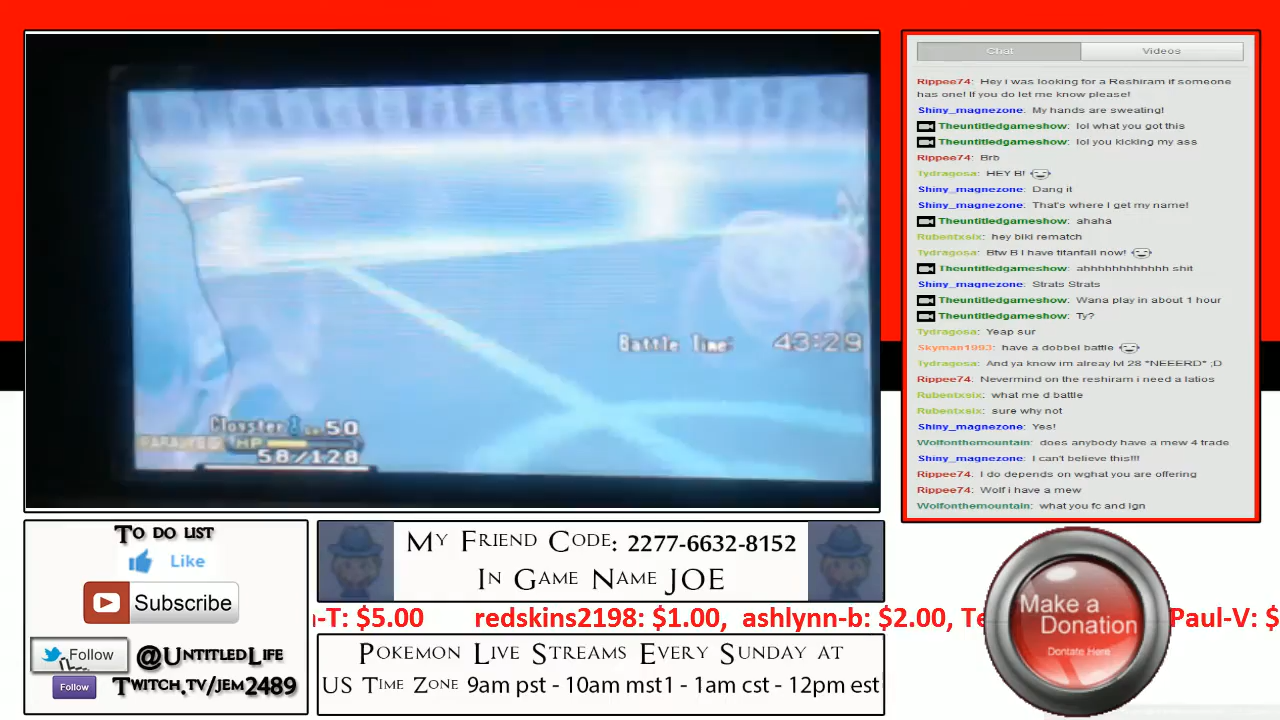 Battle Time: 43:29
50
PARALYZED HP
58/128
Chat Videos
Rippee74: Hey i was looking for a Reshiram if someone
has one! If you do let me know please!
Shiny_magnezone: My hands are sweating!
Theuntitledgameshow: lol what you got this
Theuntitledgameshow: lol you kicking my ass
Rippee74: Brb
Tydragosa: HEY B!
Shiny_magnezone: Dang it
Shiny_magnezone: That's where I get my name!
Theuntitledgameshow: ahaha
Rubentxsix: hey biki rematch
Tydragosa: Btw B I have titanfall now!
Theuntitledgameshow: ahhhhhhhhhhhh shit
Shiny_magnezone: Strats Strats
Theuntitledgameshow: Wana play in about 1 hour
Theuntitledgameshow: Ty?
Tydragosa: Yeap sur
Skyman1993: have a dobbel battle
Tydragosa: And ya know im alreay lvl 28 *NEEERD* ;D
Rippee74: Nevermind on the reshiram i need a latios
Rubentxsix: what me d battle
Rubentxsix: sure why not
Shiny_magnezone: Yes!
Wolfonthemountain: does anybody have a mew 4 trade
Shiny_magnezone: I can't believe this!!!
Rippee74: I do depends on wghat you are offering
Rippee74: Wolf i have a mew
Wolfonthemountain: what you fc and ign
To do list
Like
Subscribe
Follow @UntitledLife
Follow Twitch.tv/jem2489
My Friend Code: 2277-6632-8152
In Game Name JOE
-T: $5.00 redskins2198: $1.00, ashlynn-b: $2.00, Te Paul-V: $
Pokemon Live Streams Every Sunday at
US Time Zone 9am pst - 10am mst1 - 1am cst - 12pm est
Make a
Donation
Dontate Here